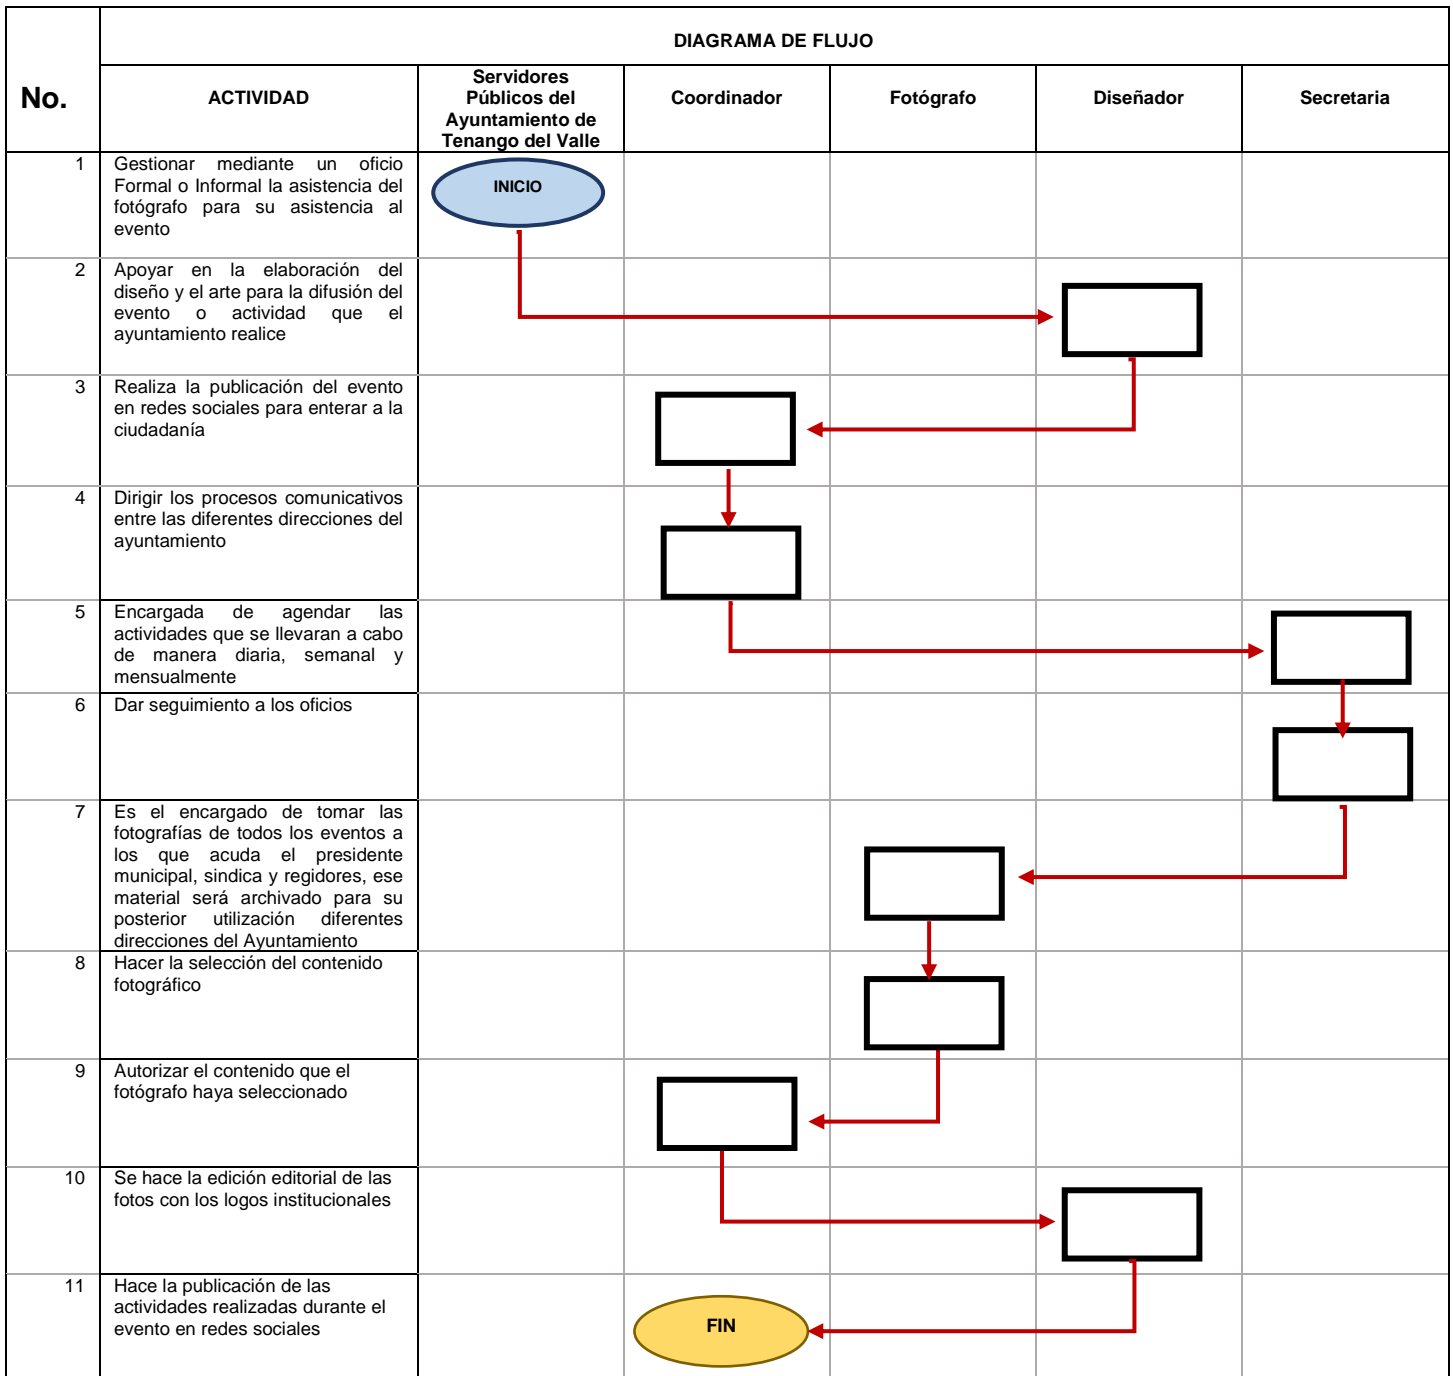 DIAGRAMA DE FLUJO
No.
ACTIVIDAD
Servidores
Públicos del
Ayuntamiento de
Tenango del Valle
Coordinador
Fotógrafo
Diseñador
Secretaria
1
Gestionar mediante un oficio
Formal o Informal la asistencia del
fotógrafo para su asistencia al
evento
INICIO
2
Apoyar en la elaboración del
diseño y el arte para la difusión del
evento o actividad que el
ayuntamiento realice
3
Realiza la publicación del evento
en redes sociales para enterar a la
ciudadanía
4
Dirigir los procesos comunicativos
entre las diferentes direcciones del
ayuntamiento
5
Encargada de agendar las
actividades que se llevaran a cabo
de manera diaria, semanal y
mensualmente
6
Dar seguimiento a los oficios
7
Es el encargado de tomar las
fotografías de todos los eventos a
los que acuda el presidente
municipal, sindica y regidores, ese
material será archivado para su
posterior utilización diferentes
direcciones del Ayuntamiento
8
Hacer la selección del contenido
fotográfico
9
Autorizar el contenido que el
fotógrafo haya seleccionado
10
Se hace la edición editorial de las
fotos con los logos institucionales
11
Hace la publicación de las
actividades realizadas durante el
evento en redes sociales
FIN